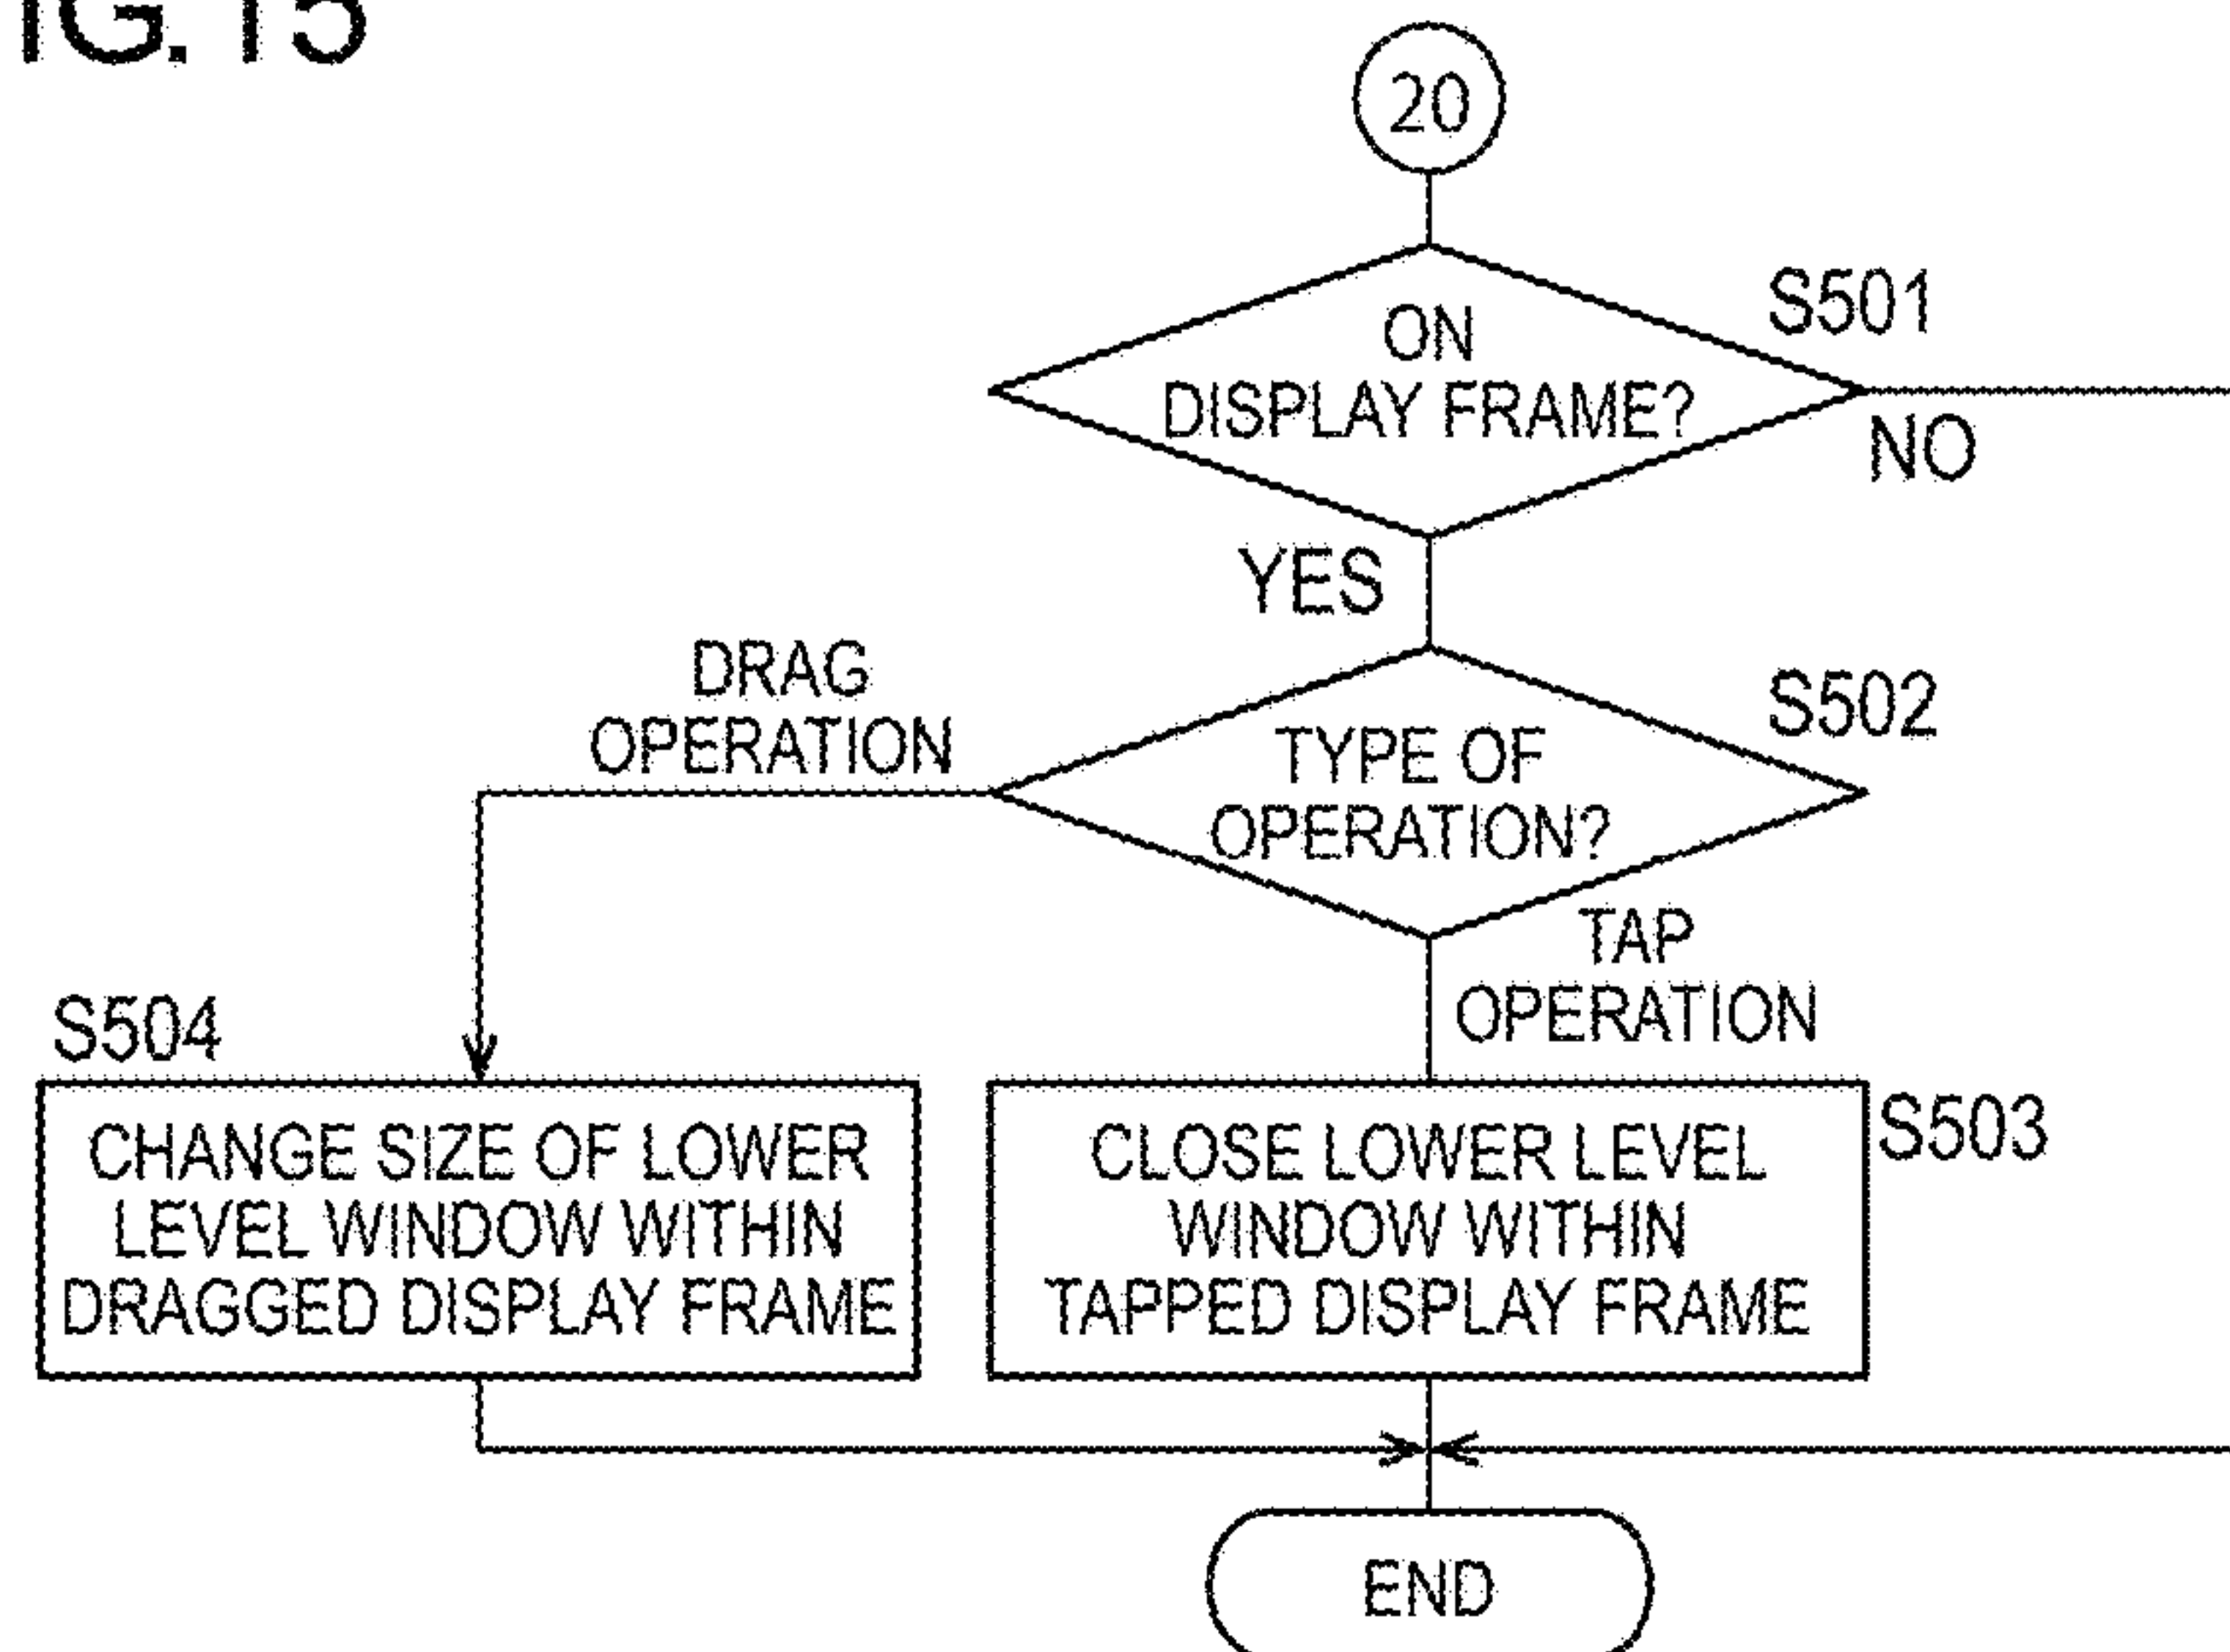 IG.15
20
S501
ON
DISPLAY FRAME?
NO
YES
DRAG
OPERATION
S502
TYPE OF
OPERATION?
TAP
OPERATION
S504
CHANGE SIZE OF LOWER
LEVEL WINDOW WITHIN
DRAGGED DISPLAY FRAME
CLOSE LOWER LEVEL
WINDOW WITHIN
TAPPED DISPLAY FRAME
S503
END